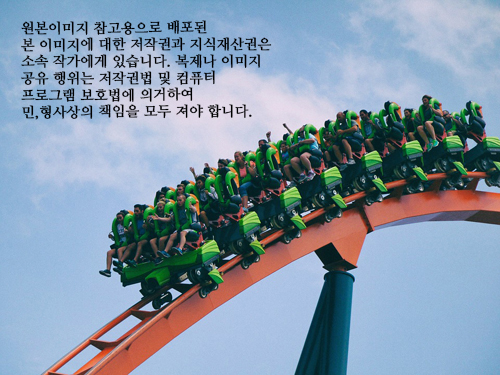 원본이미지 참고용으로 배포된
본 이미지에 대한 저작권과 지식재산권은
소속 작가에게 있습니다. 복제나 이미지
공유 행위는 저작권법 및 컴퓨터
프로그램 보호법에 의거하여
민,형사상의 책임을 모두 져야 합니다.